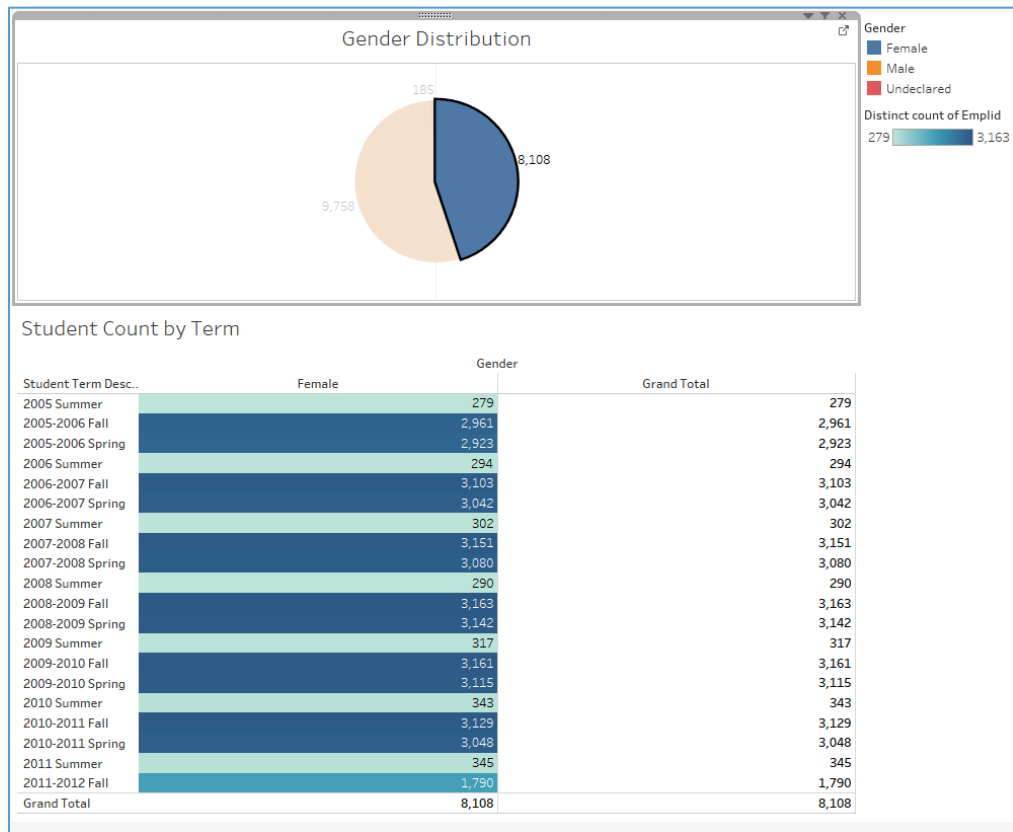 Gender Distribution
185
8,108
9,758
Gender
Female
Male
Undeclared
Distinct count of Emplid
279 3,163
Student Count by Term
Gender
Student Term Desc.. Female Grand Total
2005 Summer 279 279
2005-2006 Fall 2,961 2,961
2005-2006 Spring 2,923 2,923
2006 Summer 294 294
2006-2007 Fall 3,103 3,103
2006-2007 Spring 3,042 3,042
2007 Summer 302 302
2007-2008 Fall 3,151 3,151
2007-2008 Spring 3,080 3,080
2008 Summer 290 290
2008-2009 Fall 3,163 3,163
2008-2009 Spring 3,142 3,142
2009 Summer 317 317
2009-2010 Fall 3,161 3,161
2009-2010 Spring 3,115 3,115
2010 Summer 343 343
2010-2011 Fall 3,129 3,129
2010-2011 Spring 3,048 3,048
2011 Summer 345 345
2011-2012 Fall 1,790 1,790
Grand Total 8,108 8,108